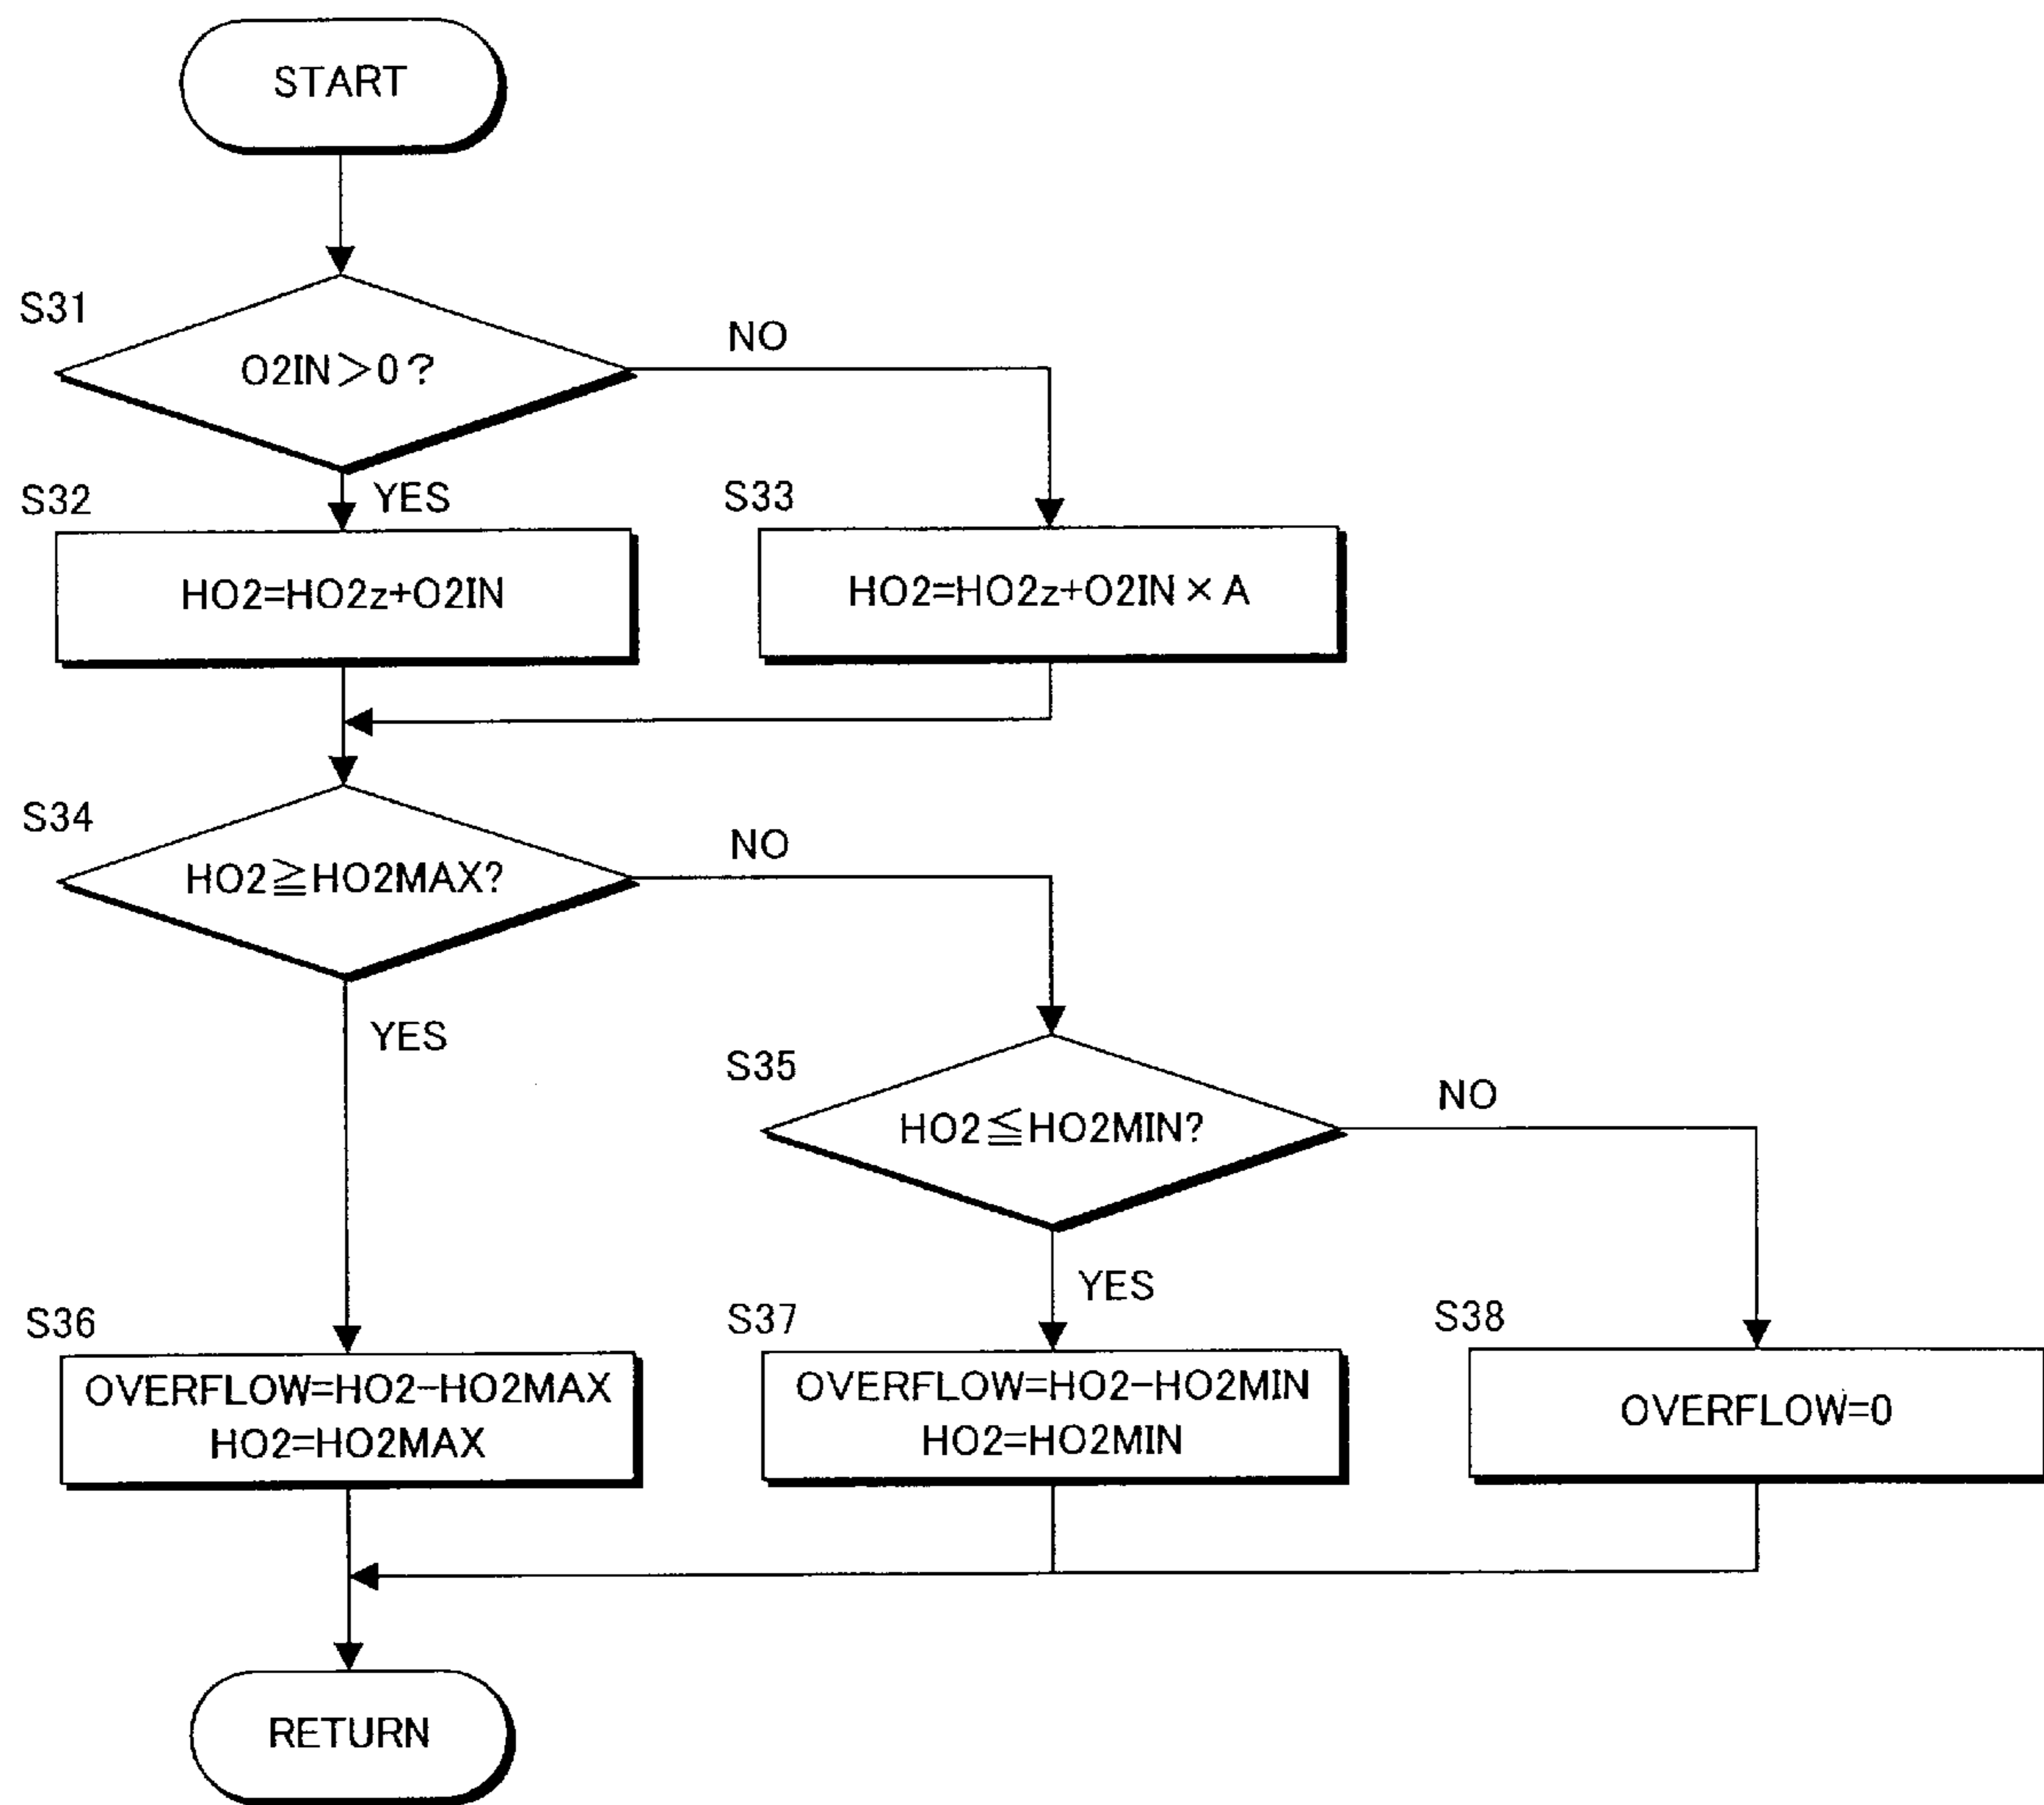 START
S31
O2IN＞0？
NO
YES
S32
HO2=HO2z+O2IN
S33
HO2=HO2z+O2IN × A
S34
HO2≧HO2MAX?
NO
YES
S35
HO2≦HO2MIN?
NO
YES
S36
OVERFLOW=HO2-HO2MAX
HO2=HO2MAX
S37
OVERFLOW=HO2-HO2MIN
HO2=HO2MIN
S38
OVERFLOW=0
RETURN